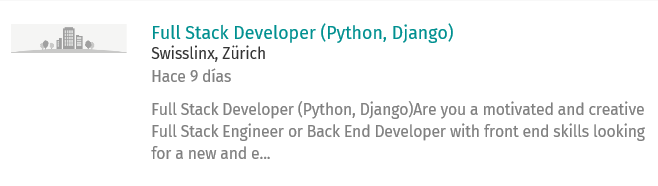 Full Stack Developer (Python, Django)
Swisslinx, Zürich
Hace 9 días
Full Stack Developer (Python, Django)Are you a motivated and creative
Full Stack Engineer or Back End Developer with front end skills looking
for a new and e...